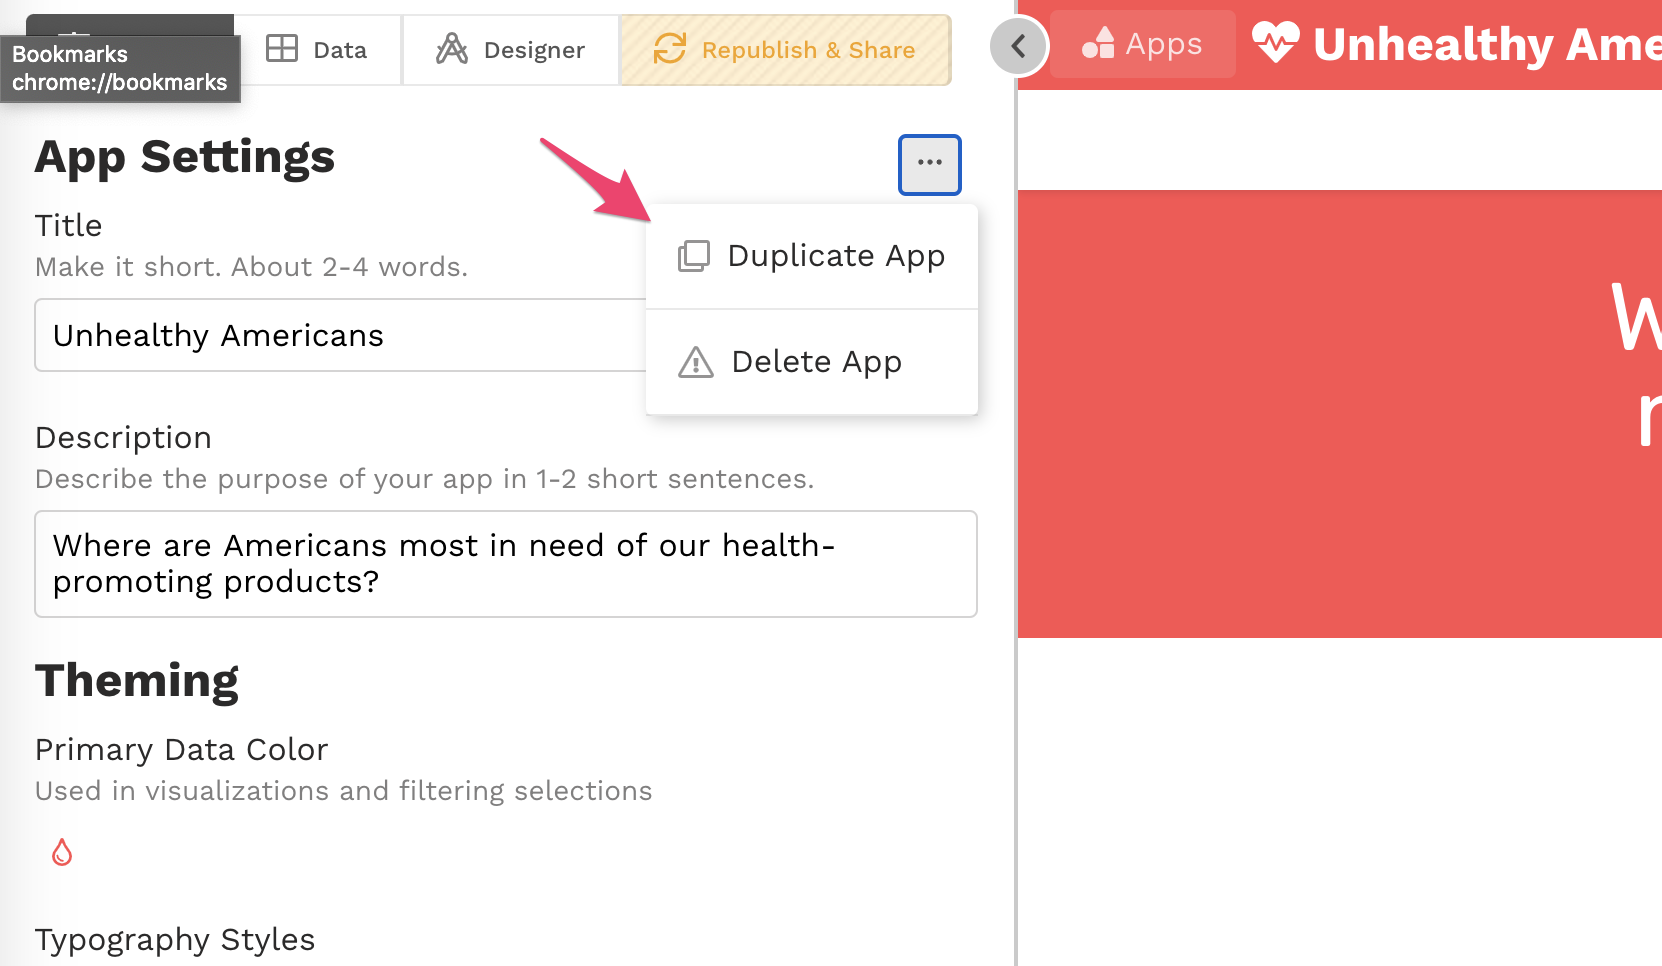 Bookmarks
chrome://bookmarks
Data
Designer
Republish & Share
Apps
Unhealthy Ame
App Settings
...
Title
Make it short. About 2-4 words.
Duplicate App
Unhealthy Americans
Delete App
Description
Describe the purpose of your app in 1-2 short sentences.
Where are Americans most in need of our health-
promoting products?
Theming
Primary Data Color
Used in visualizations and filtering selections
Typography Styles